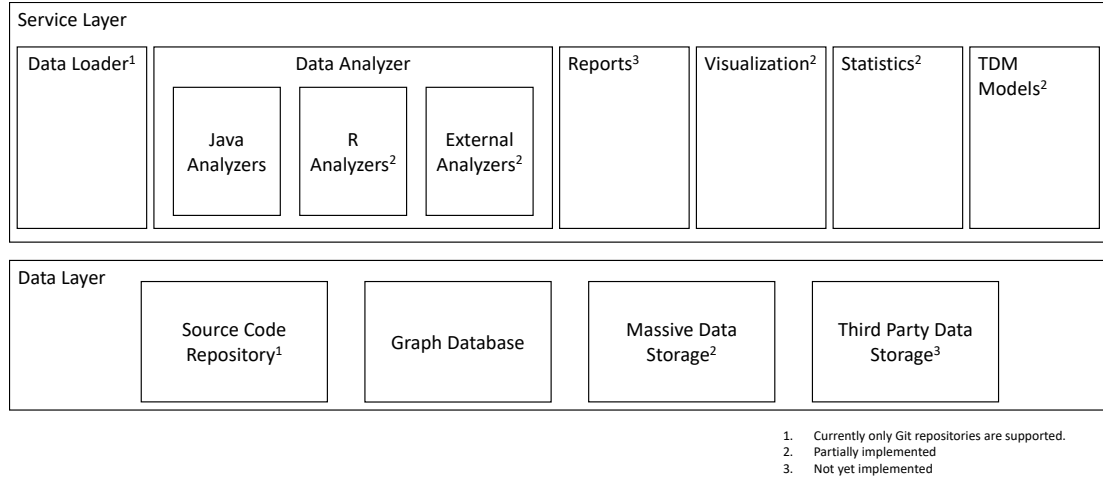 Service Layer
Data Loader¹
Data Analyzer
Java
Analyzers
R
Analyzers²
External
Analyzers²
Reports³
Visualization²
Statistics²
TDM
Models²
Data Layer
Source Code
Repository¹
Graph Database
Massive Data
Storage²
Third Party Data
Storage³
1. Currently only Git repositories are supported.
2. Partially implemented
3. Not yet implemented